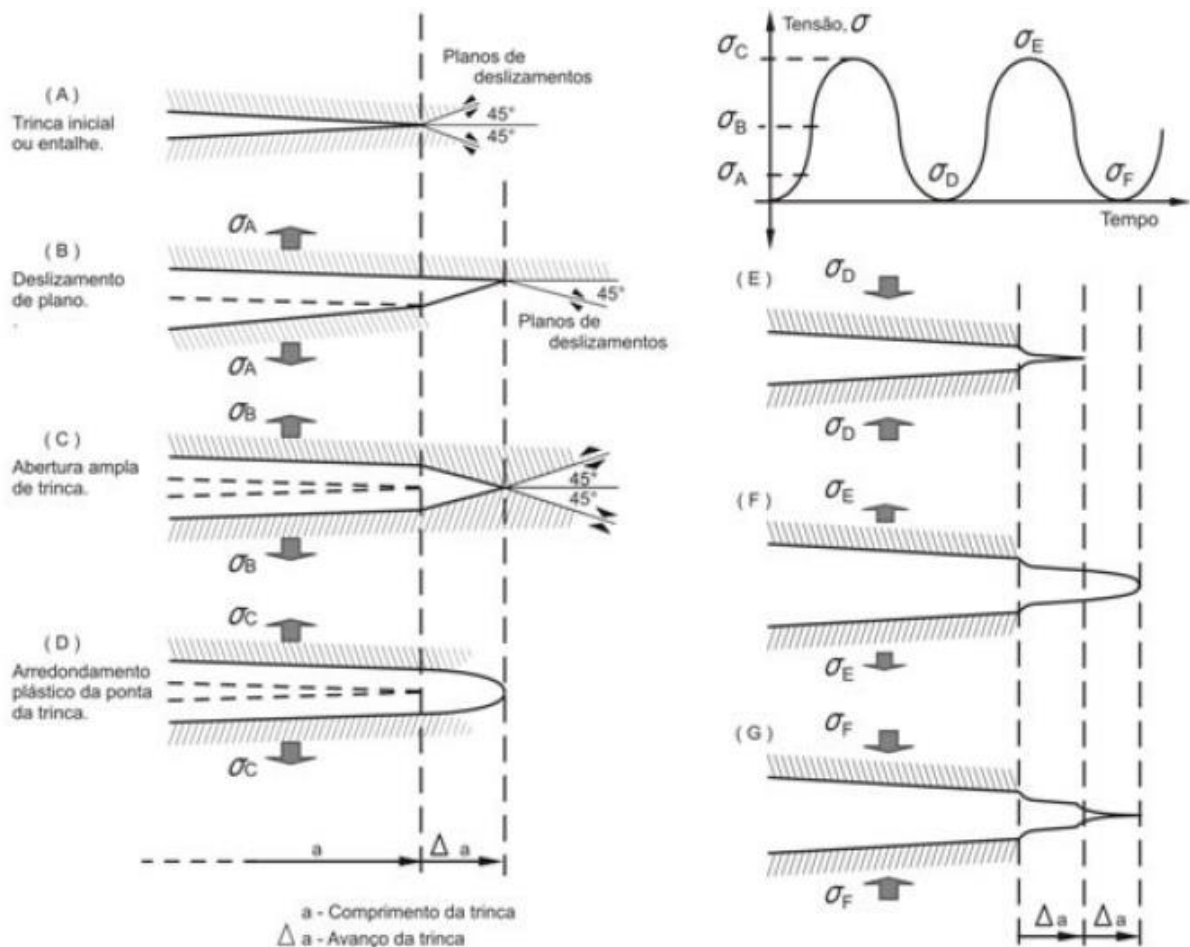 Planos de
deslizamentos
( A )
Trinca inicial
ou entalhe.
45°
45°
σA
( B )
Deslizamento
de plano.
45°
Planos de
deslizamentos
σA
σB
( C )
Abertura ampla
de trinca.
45°
45°
σB
σC
( D )
Arredondamento
plástico da ponta
da trinca.
σC
a
Δ a
a - Comprimento da trinca
Δ a - Avanço da trinca
Tensão, σ
σC
σE
σB
σA
σD
σF
Tempo
( E )
σD
σD
( F )
σE
σE
( G )
σF
σF
Δ a
Δ a